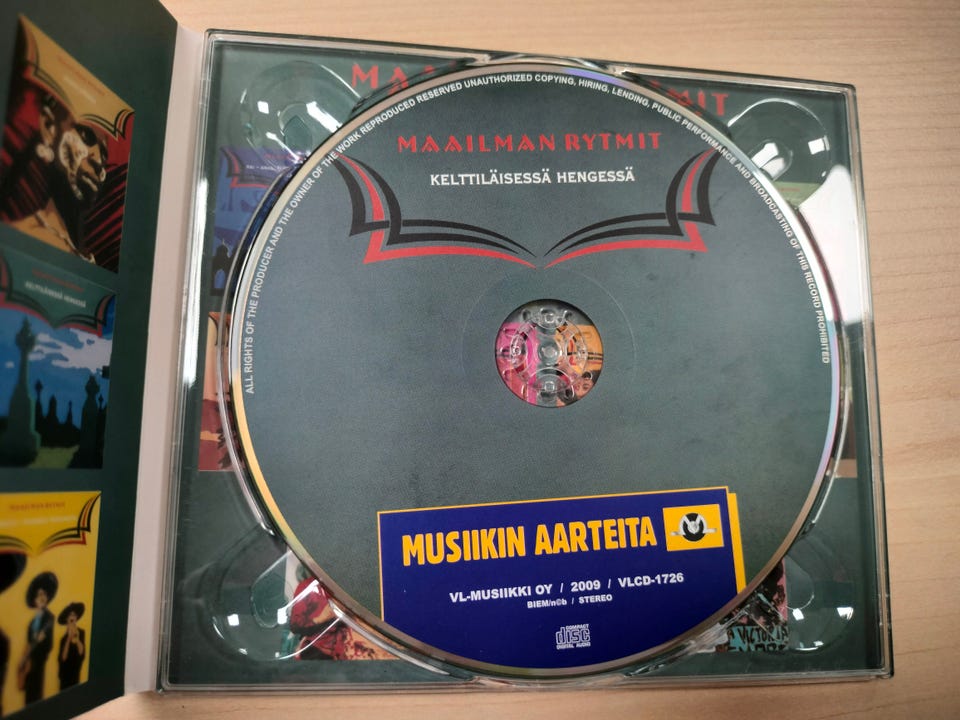 MAAILMAN RYTMIT
KELTTILÄISESSÄ HENGESSÄ
ALL RIGHTS OF THE PRODUCER AND THE OWNER OF THE WORK REPRODUCED RESERVED UNAUTHORIZED COPYING, HIRING, LENDING, PUBLIC PERFORMANCE AND BROADCASTING OF THIS RECORD PROHIBITED
MUSIIKIN AARTEITA
VL-MUSIIKKI OY / 2009 / VLCD-1726
BIEM/n©b / STEREO
COMPACT
disc
DIGITAL AUDIO
KELTTILÄISESSÄ HENGESSÄ
MAAILMAN RYTMIT